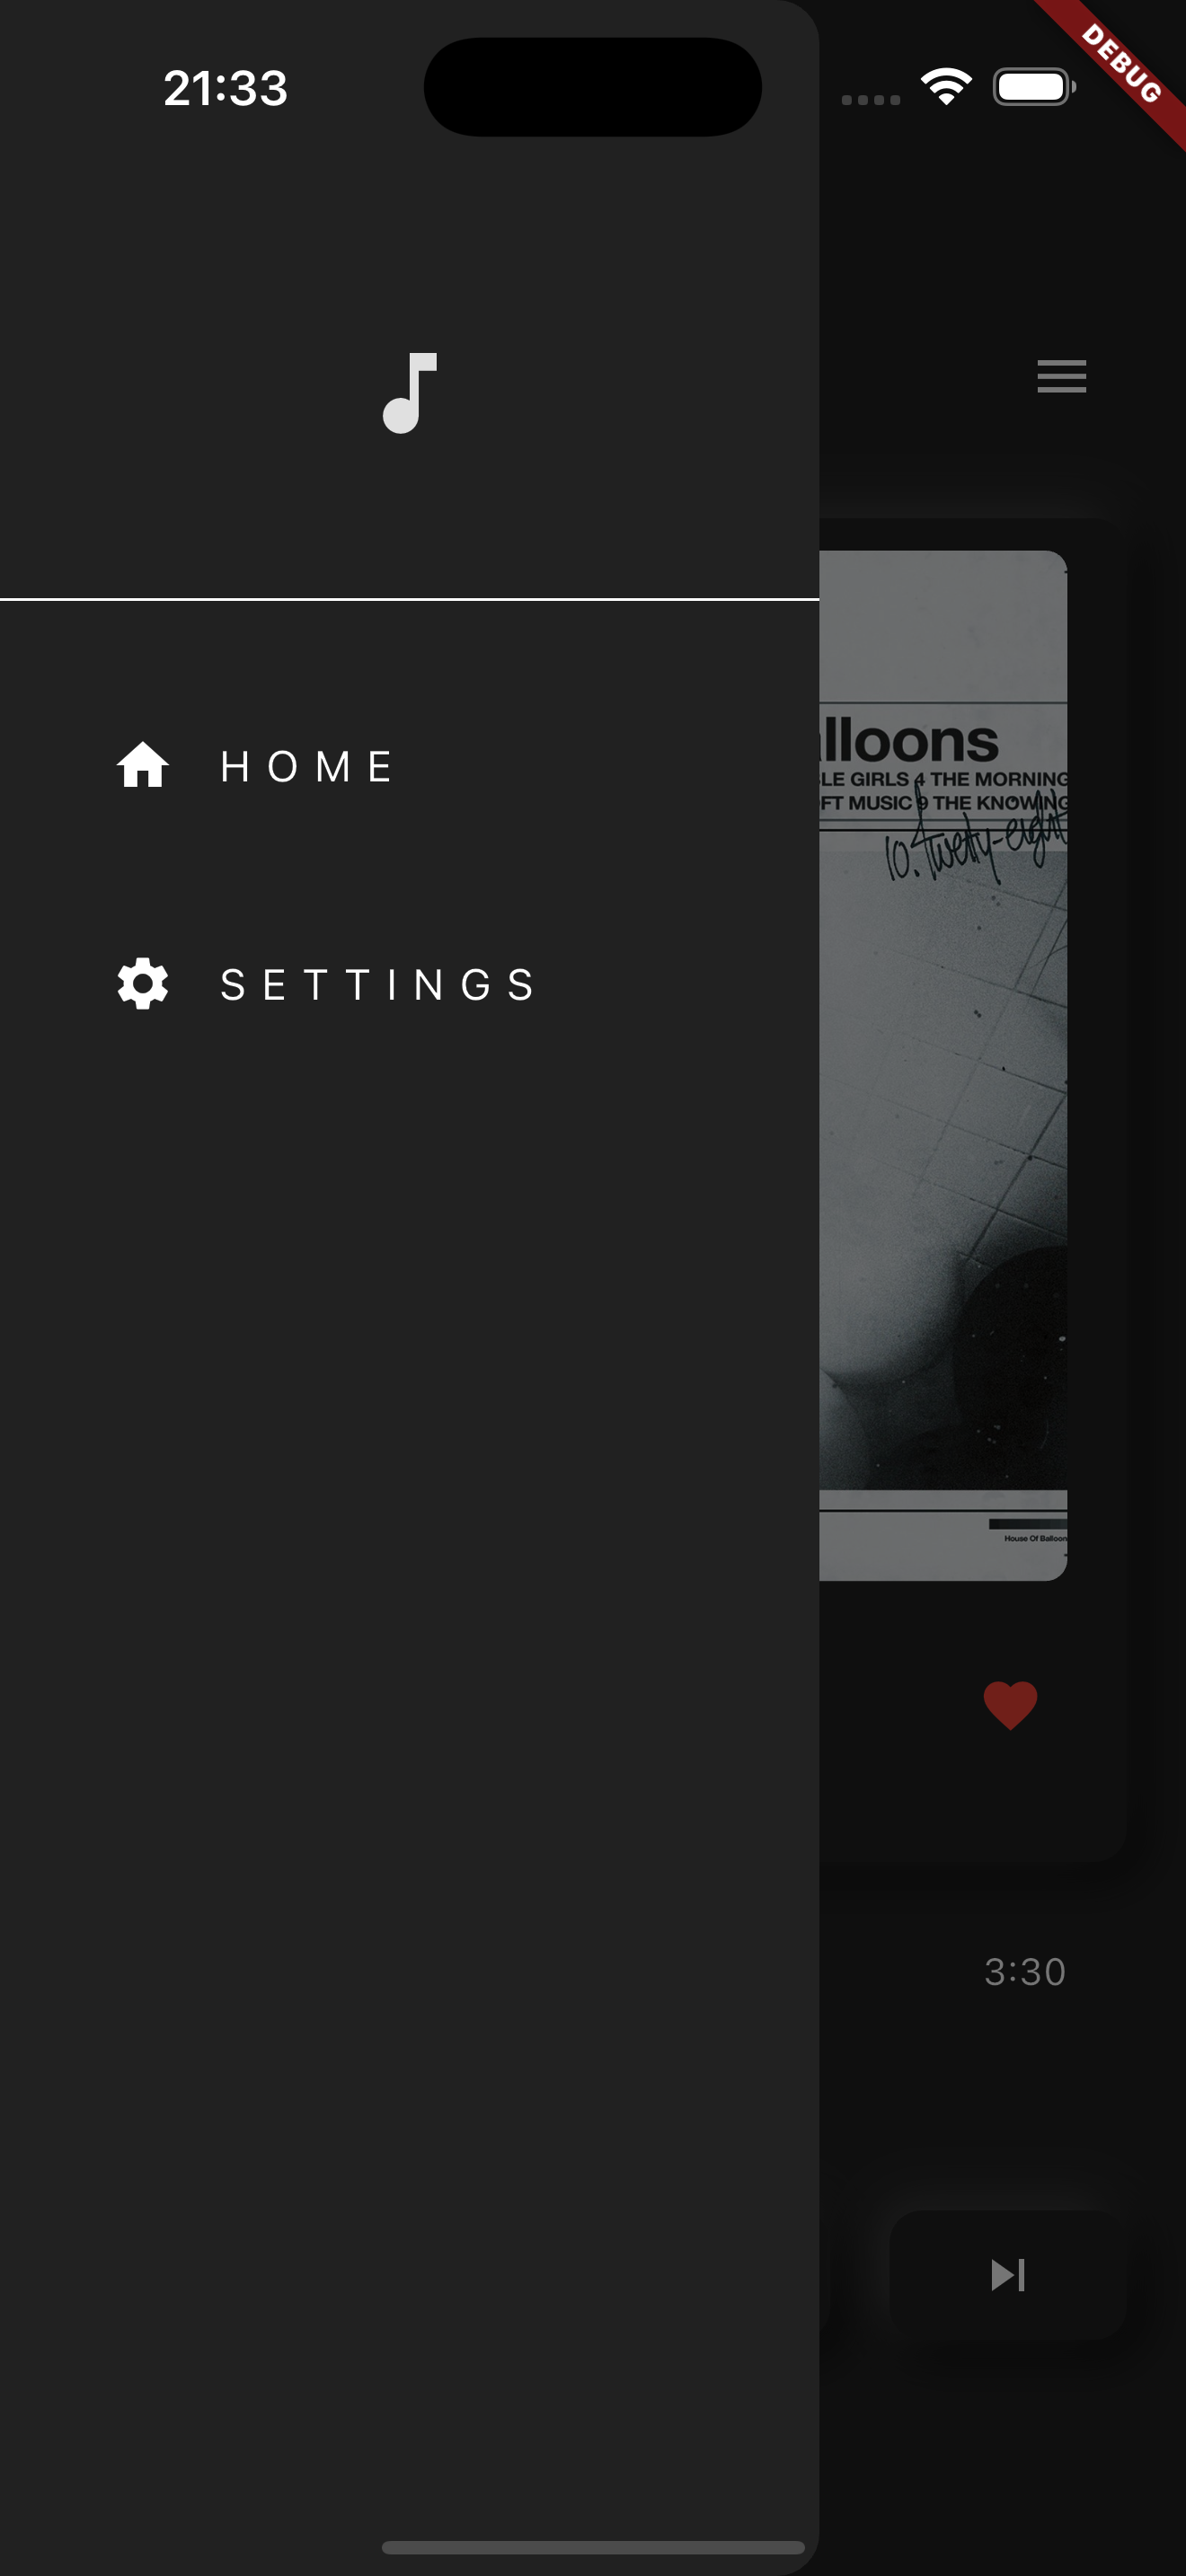 21:33
DEBUG
lloons
LE GIRLS 4 THE MORNING
FT MUSIC 9 THE KNOWING
10. twenty-eight
HOME
SETTINGS
House Of Balloon
3:30